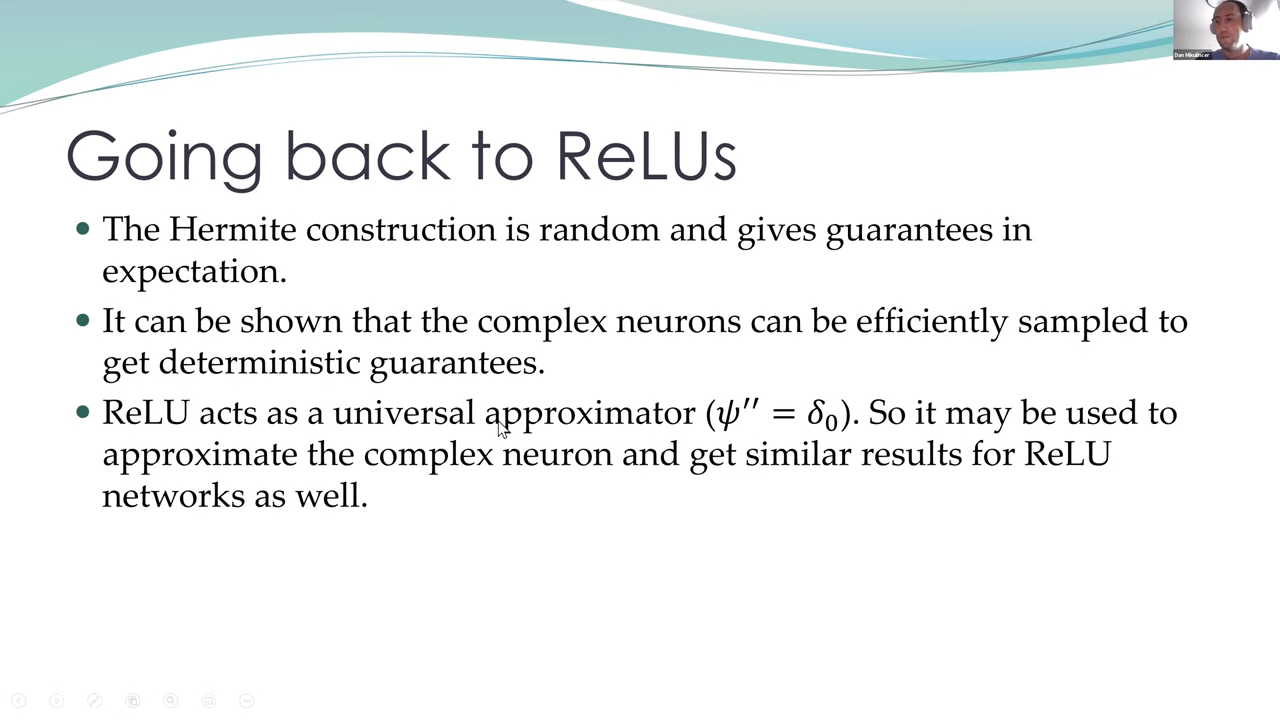 Dan Mikulincer
Going back to ReLUs
• The Hermite construction is random and gives guarantees in
expectation.
• It can be shown that the complex neurons can be efficiently sampled to
get deterministic guarantees.
• ReLU acts as a universal approximator (ψ′′ = δ₀). So it may be used to
approximate the complex neuron and get similar results for ReLU
networks as well.